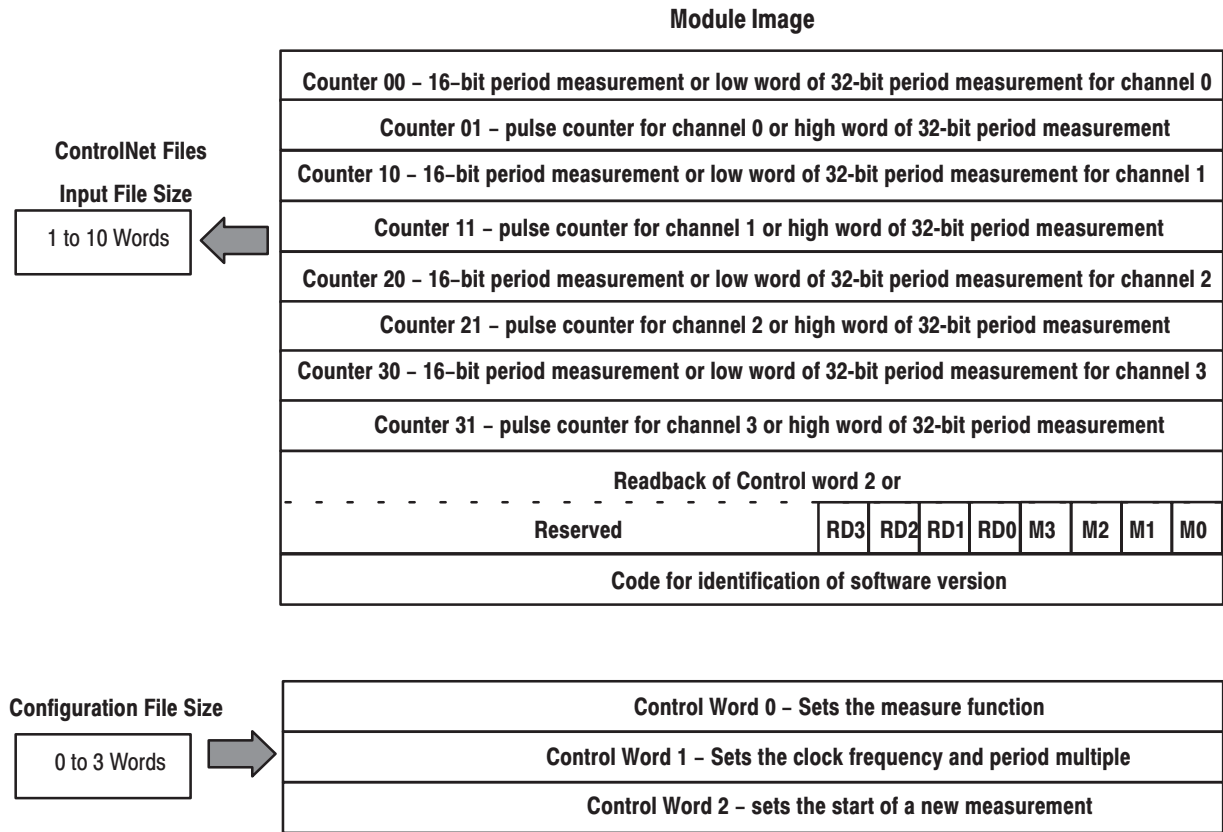 Module Image
Counter 00 – 16–bit period measurement or low word of 32-bit period measurement for channel 0
Counter 01 – pulse counter for channel 0 or high word of 32-bit period measurement
ControlNet Files
Input File Size
1 to 10 Words
Counter 10 – 16–bit period measurement or low word of 32-bit period measurement for channel 1
Counter 11 – pulse counter for channel 1 or high word of 32-bit period measurement
Counter 20 – 16–bit period measurement or low word of 32-bit period measurement for channel 2
Counter 21 – pulse counter for channel 2 or high word of 32-bit period measurement
Counter 30 – 16–bit period measurement or low word of 32-bit period measurement for channel 3
Counter 31 – pulse counter for channel 3 or high word of 32-bit period measurement
Readback of Control word 2 or
Reserved RD3 RD2 RD1 RD0 M3 M2 M1 M0
Code for identification of software version
Configuration File Size
0 to 3 Words
Control Word 0 – Sets the measure function
Control Word 1 – Sets the clock frequency and period multiple
Control Word 2 – sets the start of a new measurement